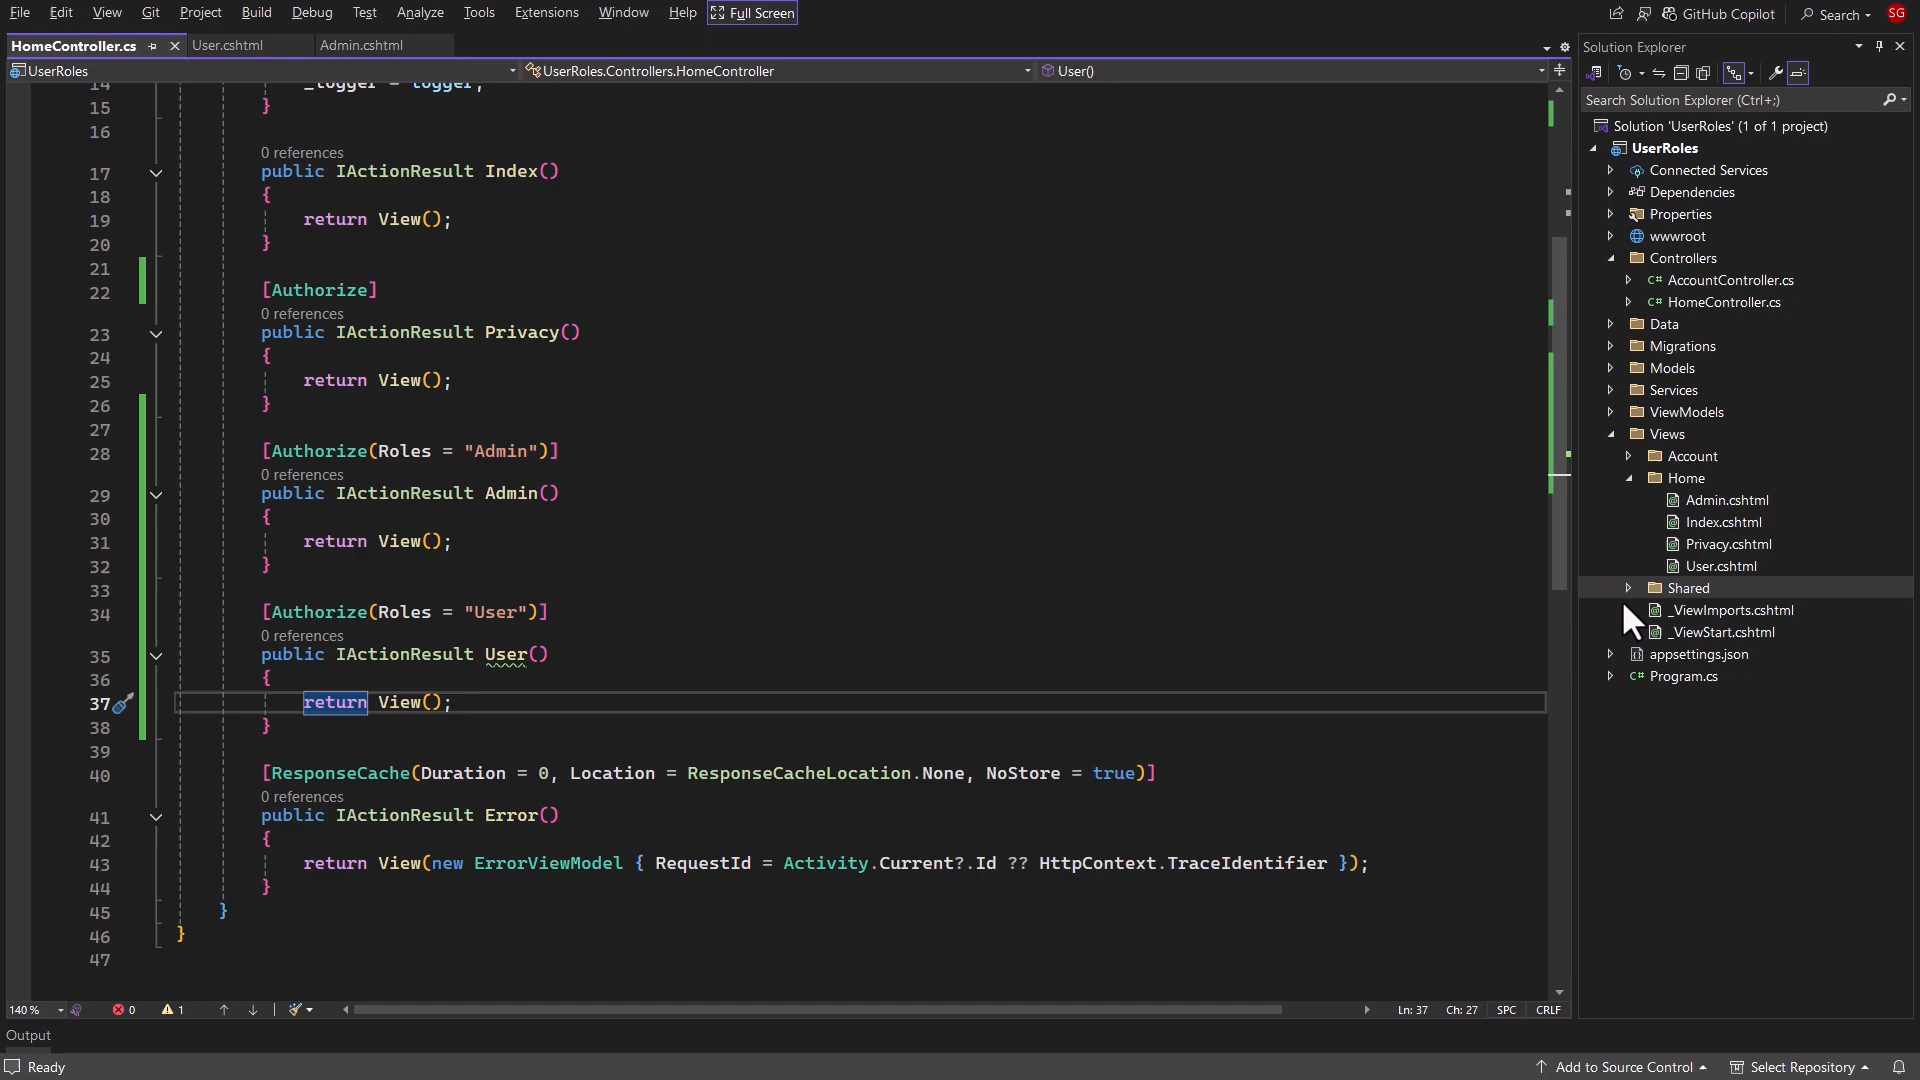 File Edit View Git Project Build Debug Test Analyze Tools Extensions Window Help Full Screen GitHub Copilot Search SG
HomeController.cs User.cshtml Admin.cshtml
UserRoles UserRoles.Controllers.HomeController User()
14 _logger = logger;
15 }
16
0 references
17 public IActionResult Index()
18 {
19 return View();
20 }
21
22 [Authorize]
0 references
23 public IActionResult Privacy()
24 {
25 return View();
26 }
27
28 [Authorize(Roles = "Admin")]
0 references
29 public IActionResult Admin()
30 {
31 return View();
32 }
33
34 [Authorize(Roles = "User")]
0 references
35 public IActionResult User()
36 {
37 return View();
38 }
39
40 [ResponseCache(Duration = 0, Location = ResponseCacheLocation.None, NoStore = true)]
0 references
41 public IActionResult Error()
42 {
43 return View(new ErrorViewModel { RequestId = Activity.Current?.Id ?? HttpContext.TraceIdentifier });
44 }
45 }
46 }
47
140 % 0 1 Ln: 37 Ch: 27 SPC CRLF
Output
Solution Explorer
Search Solution Explorer (Ctrl+;)
Solution 'UserRoles' (1 of 1 project)
UserRoles
Connected Services
Dependencies
Properties
wwwroot
Controllers
C# AccountController.cs
C# HomeController.cs
Data
Migrations
Models
Services
ViewModels
Views
Account
Home
Admin.cshtml
Index.cshtml
Privacy.cshtml
User.cshtml
Shared
_ViewImports.cshtml
_ViewStart.cshtml
appsettings.json
C# Program.cs
Ready Add to Source Control Select Repository